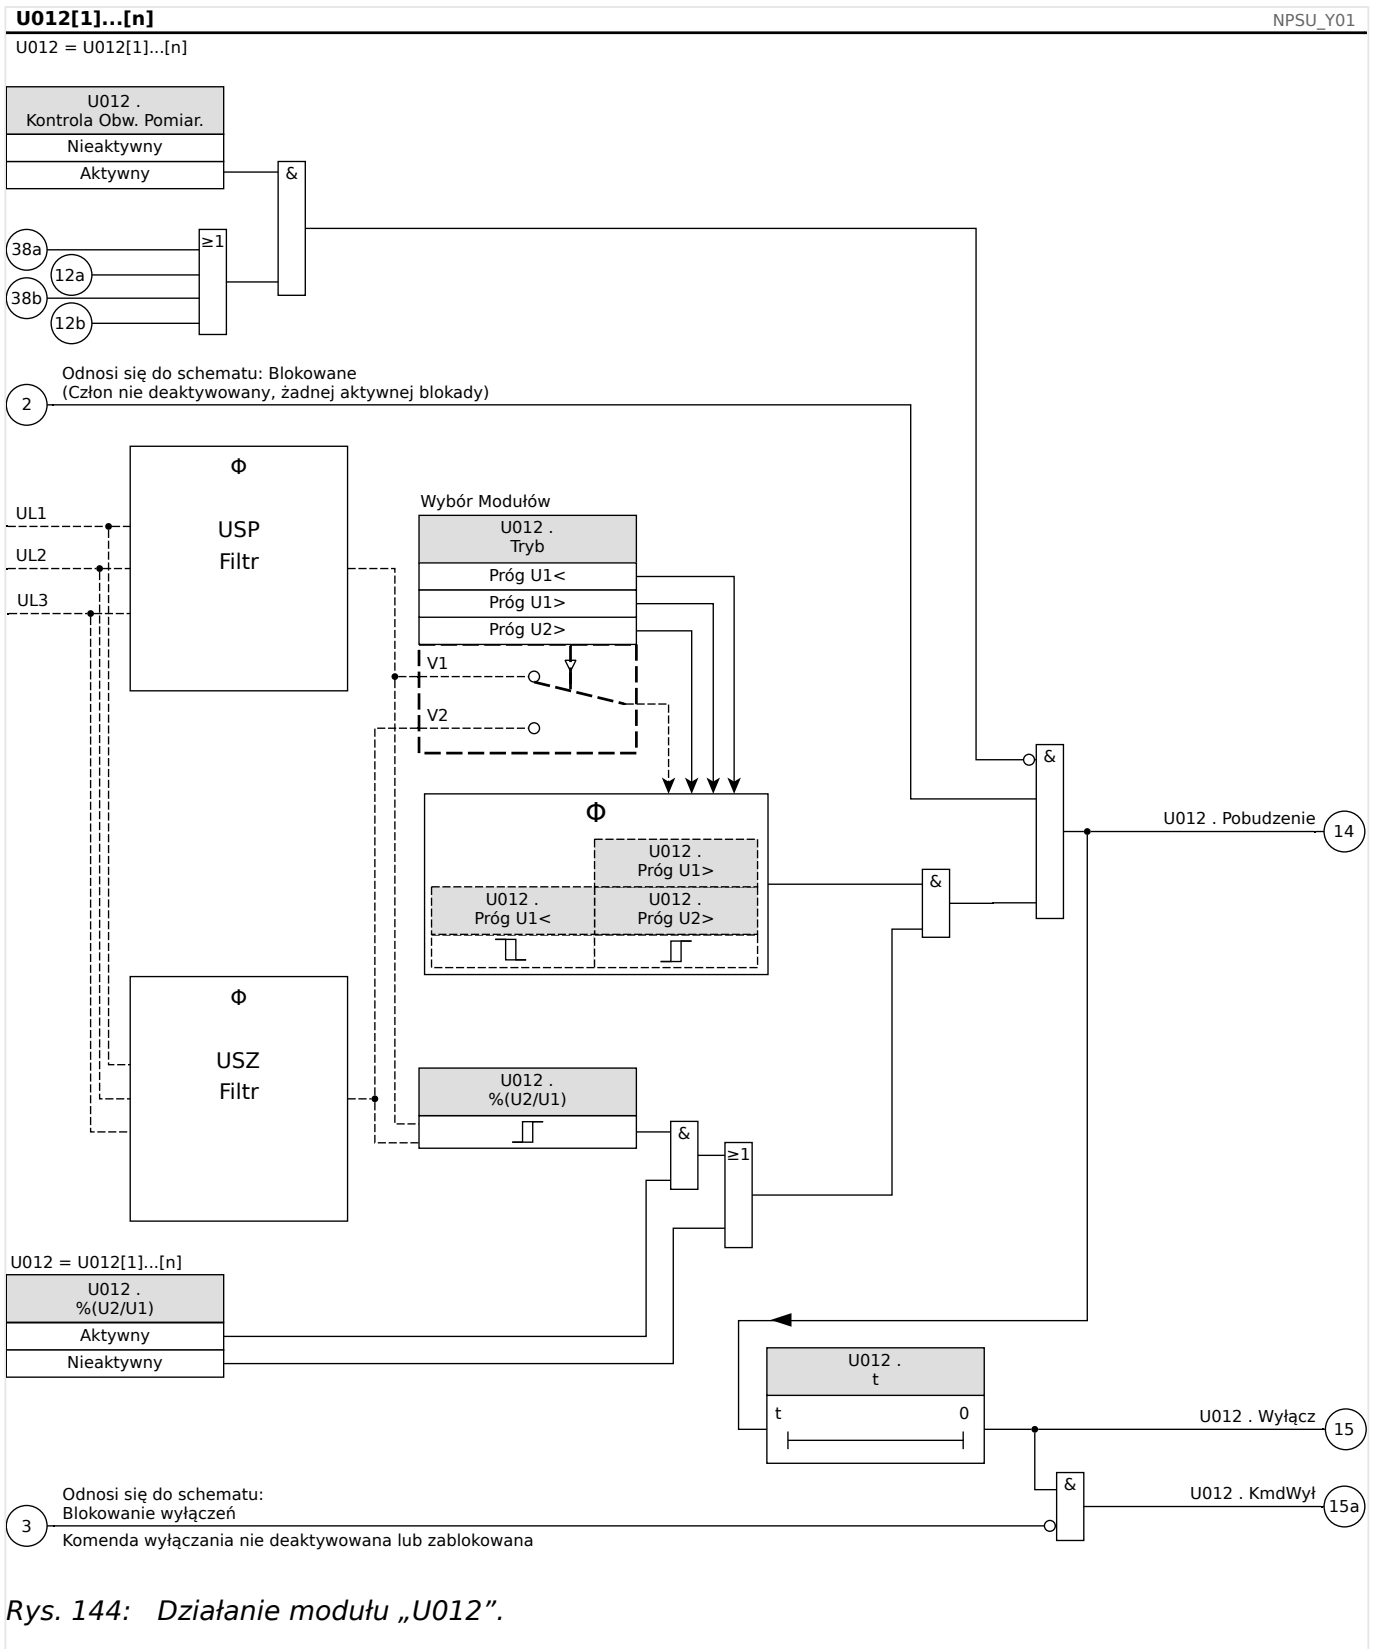 U012[1]...[n]
NPSU_Y01
U012 = U012[1]...[n]
U012 .
Kontrola Obw. Pomiar.
Nieaktywny
Aktywny
&
38a
≥1
12a
38b
12b
Odnosi się do schematu: Blokowane
(Człon nie deaktywowany, żadnej aktywnej blokady)
2
Φ
USP
Filtr
UL1
UL2
UL3
Wybór Modułów
U012 .
Tryb
Próg U1<
Próg U1>
Próg U2>
V1
V2
&
U012 . Pobudzenie
14
Φ
U012 .
Próg U1>
U012 .
Próg U1<
U012 .
Próg U2>
&
Φ
USZ
Filtr
U012 .
%(U2/U1)
&
≥1
U012 = U012[1]...[n]
U012 .
%(U2/U1)
Aktywny
Nieaktywny
U012 .
t
t 0
U012 . Wyłącz
15
&
U012 . KmdWył
15a
Odnosi się do schematu:
Blokowanie wyłączeń
3
Komenda wyłączania nie deaktywowana lub zablokowana
Rys. 144: Działanie modułu „U012”.